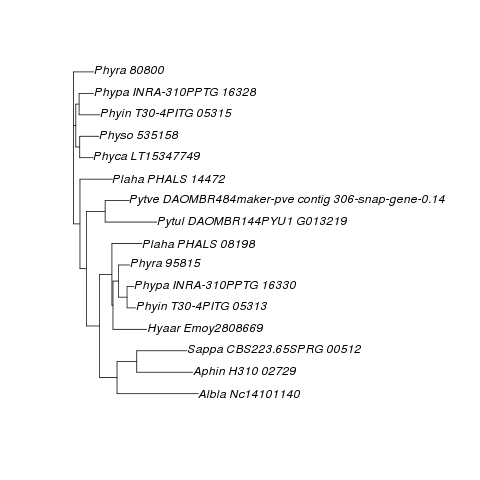 Phyra 80800
Phypa INRA-310PPTG 16328
Phyin T30-4PITG 05315
Physo 535158
Phyca LT15347749
Plaha PHALS 14472
Pytve DAOMBR484maker-pve contig 306-snap-gene-0.14
Pytul DAOMBR144PYU1 G013219
Plaha PHALS 08198
Phyra 95815
Phypa INRA-310PPTG 16330
Phyin T30-4PITG 05313
Hyaar Emoy2808669
Sappa CBS223.65SPRG 00512
Aphin H310 02729
Albla Nc14101140